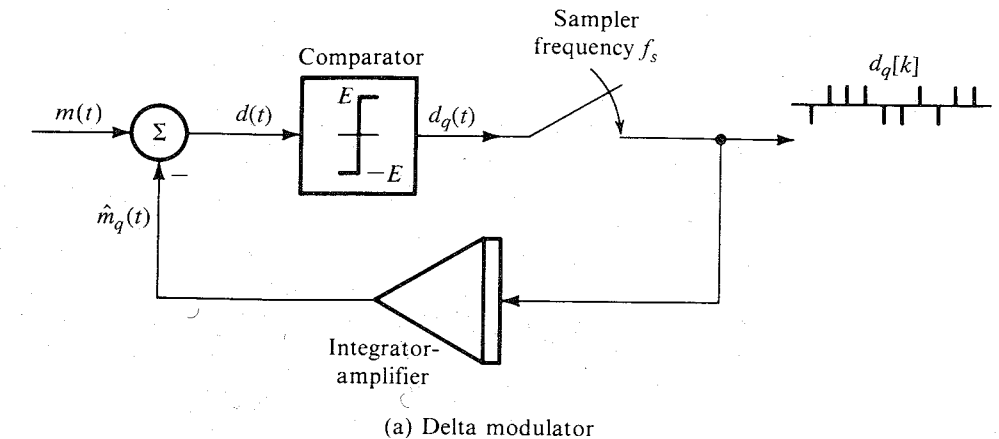 Sampler
frequency f_s
Comparator
d_q[k]
E
m(t)
Σ
d(t)
d_q(t)
−E
−
m̂_q(t)
Integrator-
amplifier
(a) Delta modulator